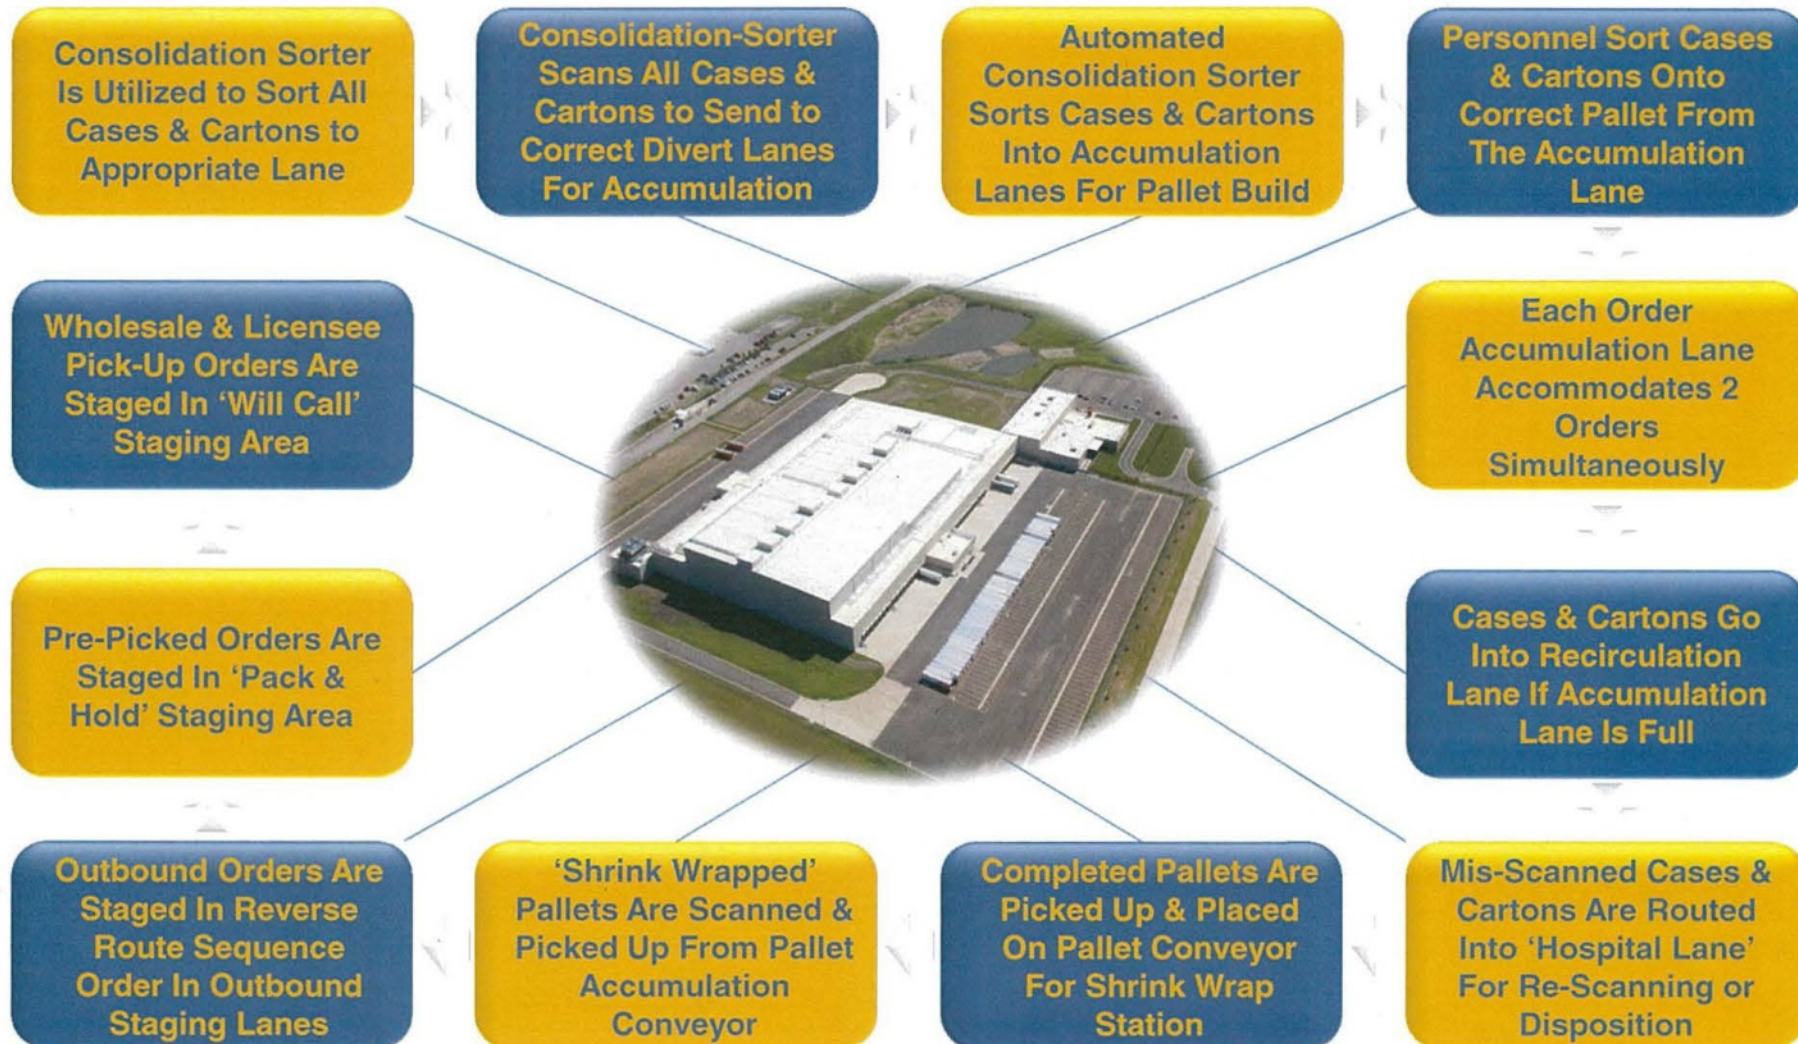 Consolidation Sorter
Is Utilized to Sort All
Cases & Cartons to
Appropriate Lane
Consolidation-Sorter
Scans All Cases &
Cartons to Send to
Correct Divert Lanes
For Accumulation
Automated
Consolidation Sorter
Sorts Cases & Cartons
Into Accumulation
Lanes For Pallet Build
Personnel Sort Cases
& Cartons Onto
Correct Pallet From
The Accumulation
Lane
Each Order
Accumulation Lane
Accommodates 2
Orders
Simultaneously
Cases & Cartons Go
Into Recirculation
Lane If Accumulation
Lane Is Full
Mis-Scanned Cases &
Cartons Are Routed
Into ‘Hospital Lane’
For Re-Scanning or
Disposition
Completed Pallets Are
Picked Up & Placed
On Pallet Conveyor
For Shrink Wrap
Station
‘Shrink Wrapped’
Pallets Are Scanned &
Picked Up From Pallet
Accumulation
Conveyor
Outbound Orders Are
Staged In Reverse
Route Sequence
Order In Outbound
Staging Lanes
Pre-Picked Orders Are
Staged In ‘Pack &
Hold’ Staging Area
Wholesale & Licensee
Pick-Up Orders Are
Staged In ‘Will Call’
Staging Area